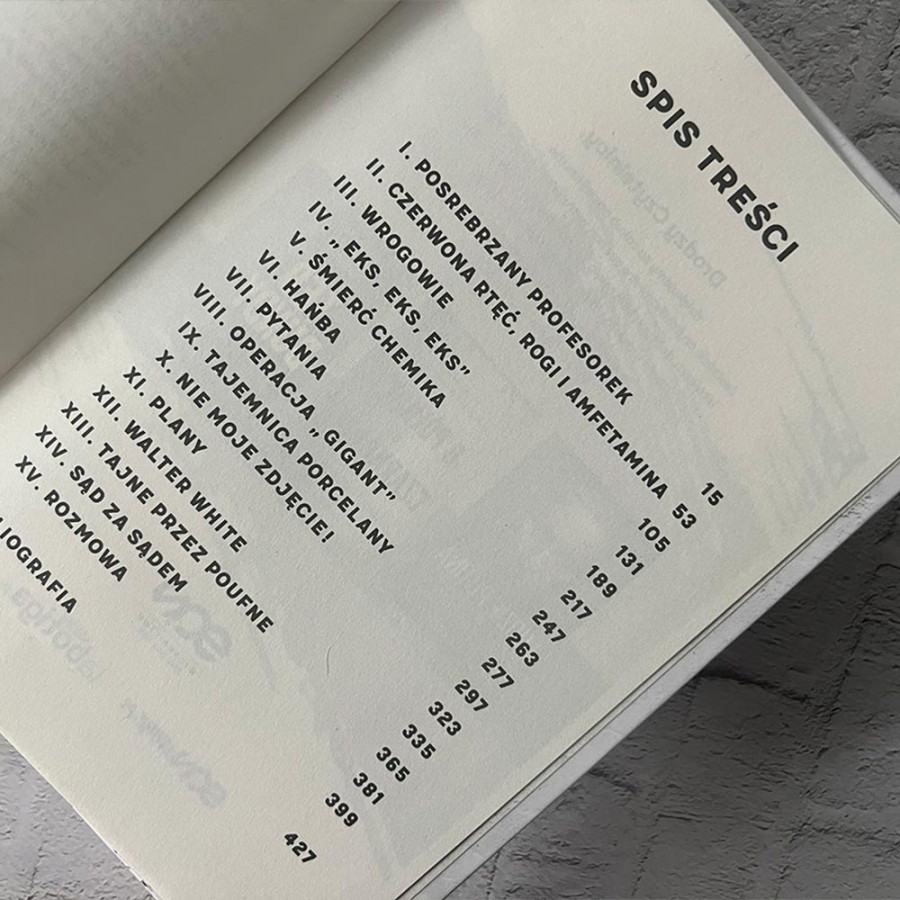 SPIS TREŚCI
I. POSREBRZANY PROFESOREK 15
II. CZERWONA RTĘĆ, ROGI I AMFETAMINA 53
III. WROGOWIE 105
IV. „EKS, EKS, EKS” 131
V. ŚMIERĆ CHEMIKA 189
VI. HAŃBA 217
VII. PYTANIA 247
VIII. OPERACJA „GIGANT” 263
IX. TAJEMNICA PORCELANY 277
X. NIE MOJE ZDJĘCIE! 297
XI. PLANY 323
XII. WALTER WHITE 335
XIII. TAJNE PRZEZ POUFNE 365
XIV. SĄD ZA SĄDEM 381
XV. ROZMOWA 399
LIOGRAFIA 427